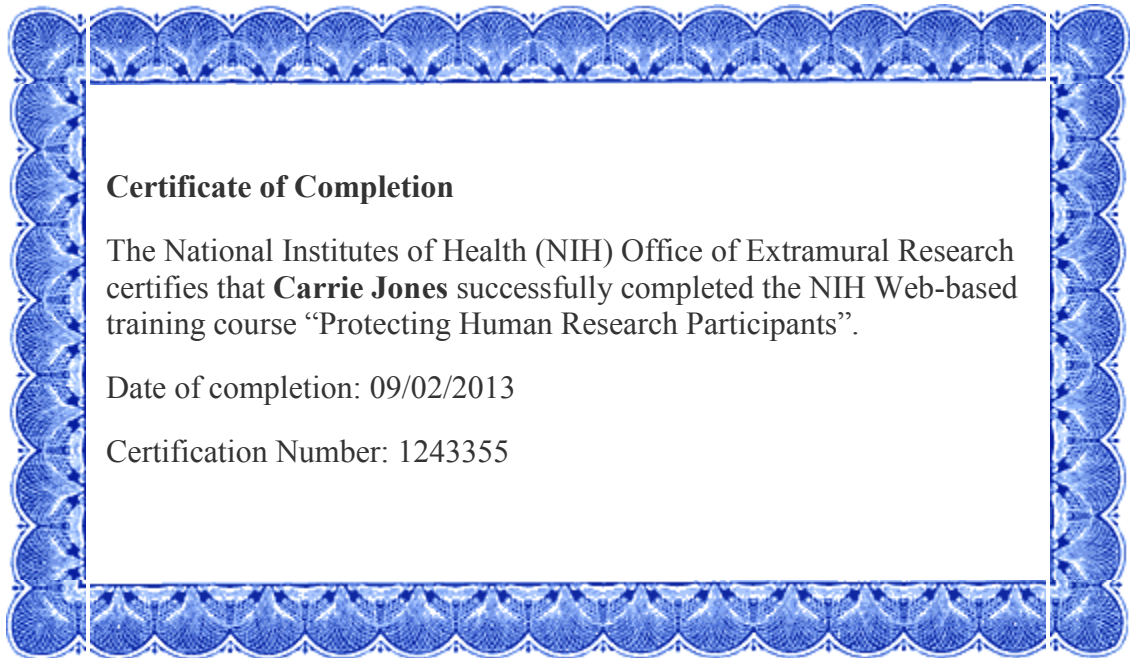 Certificate of Completion
The National Institutes of Health (NIH) Office of Extramural Research
certifies that Carrie Jones successfully completed the NIH Web-based
training course “Protecting Human Research Participants”.
Date of completion: 09/02/2013
Certification Number: 1243355